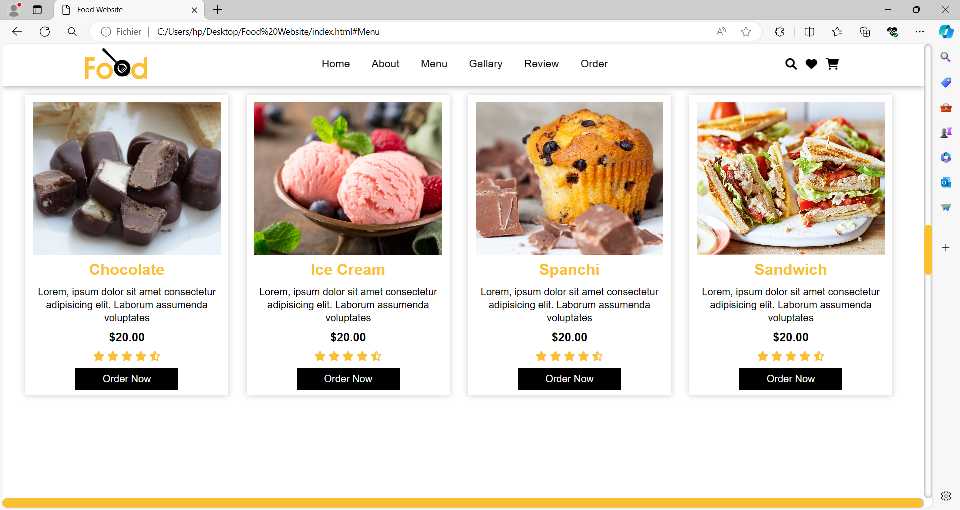 Food Website
Fichier
C:/Users/hp/Desktop/Food%20Website/index.html#Menu
Food
Home
About
Menu
Gallary
Review
Order
Chocolate
Lorem, ipsum dolor sit amet consectetur
adipisicing elit. Laborum assumenda
voluptates
$20.00
Order Now
Ice Cream
Lorem, ipsum dolor sit amet consectetur
adipisicing elit. Laborum assumenda
voluptates
$20.00
Order Now
Spanchi
Lorem, ipsum dolor sit amet consectetur
adipisicing elit. Laborum assumenda
voluptates
$20.00
Order Now
Sandwich
Lorem, ipsum dolor sit amet consectetur
adipisicing elit. Laborum assumenda
voluptates
$20.00
Order Now